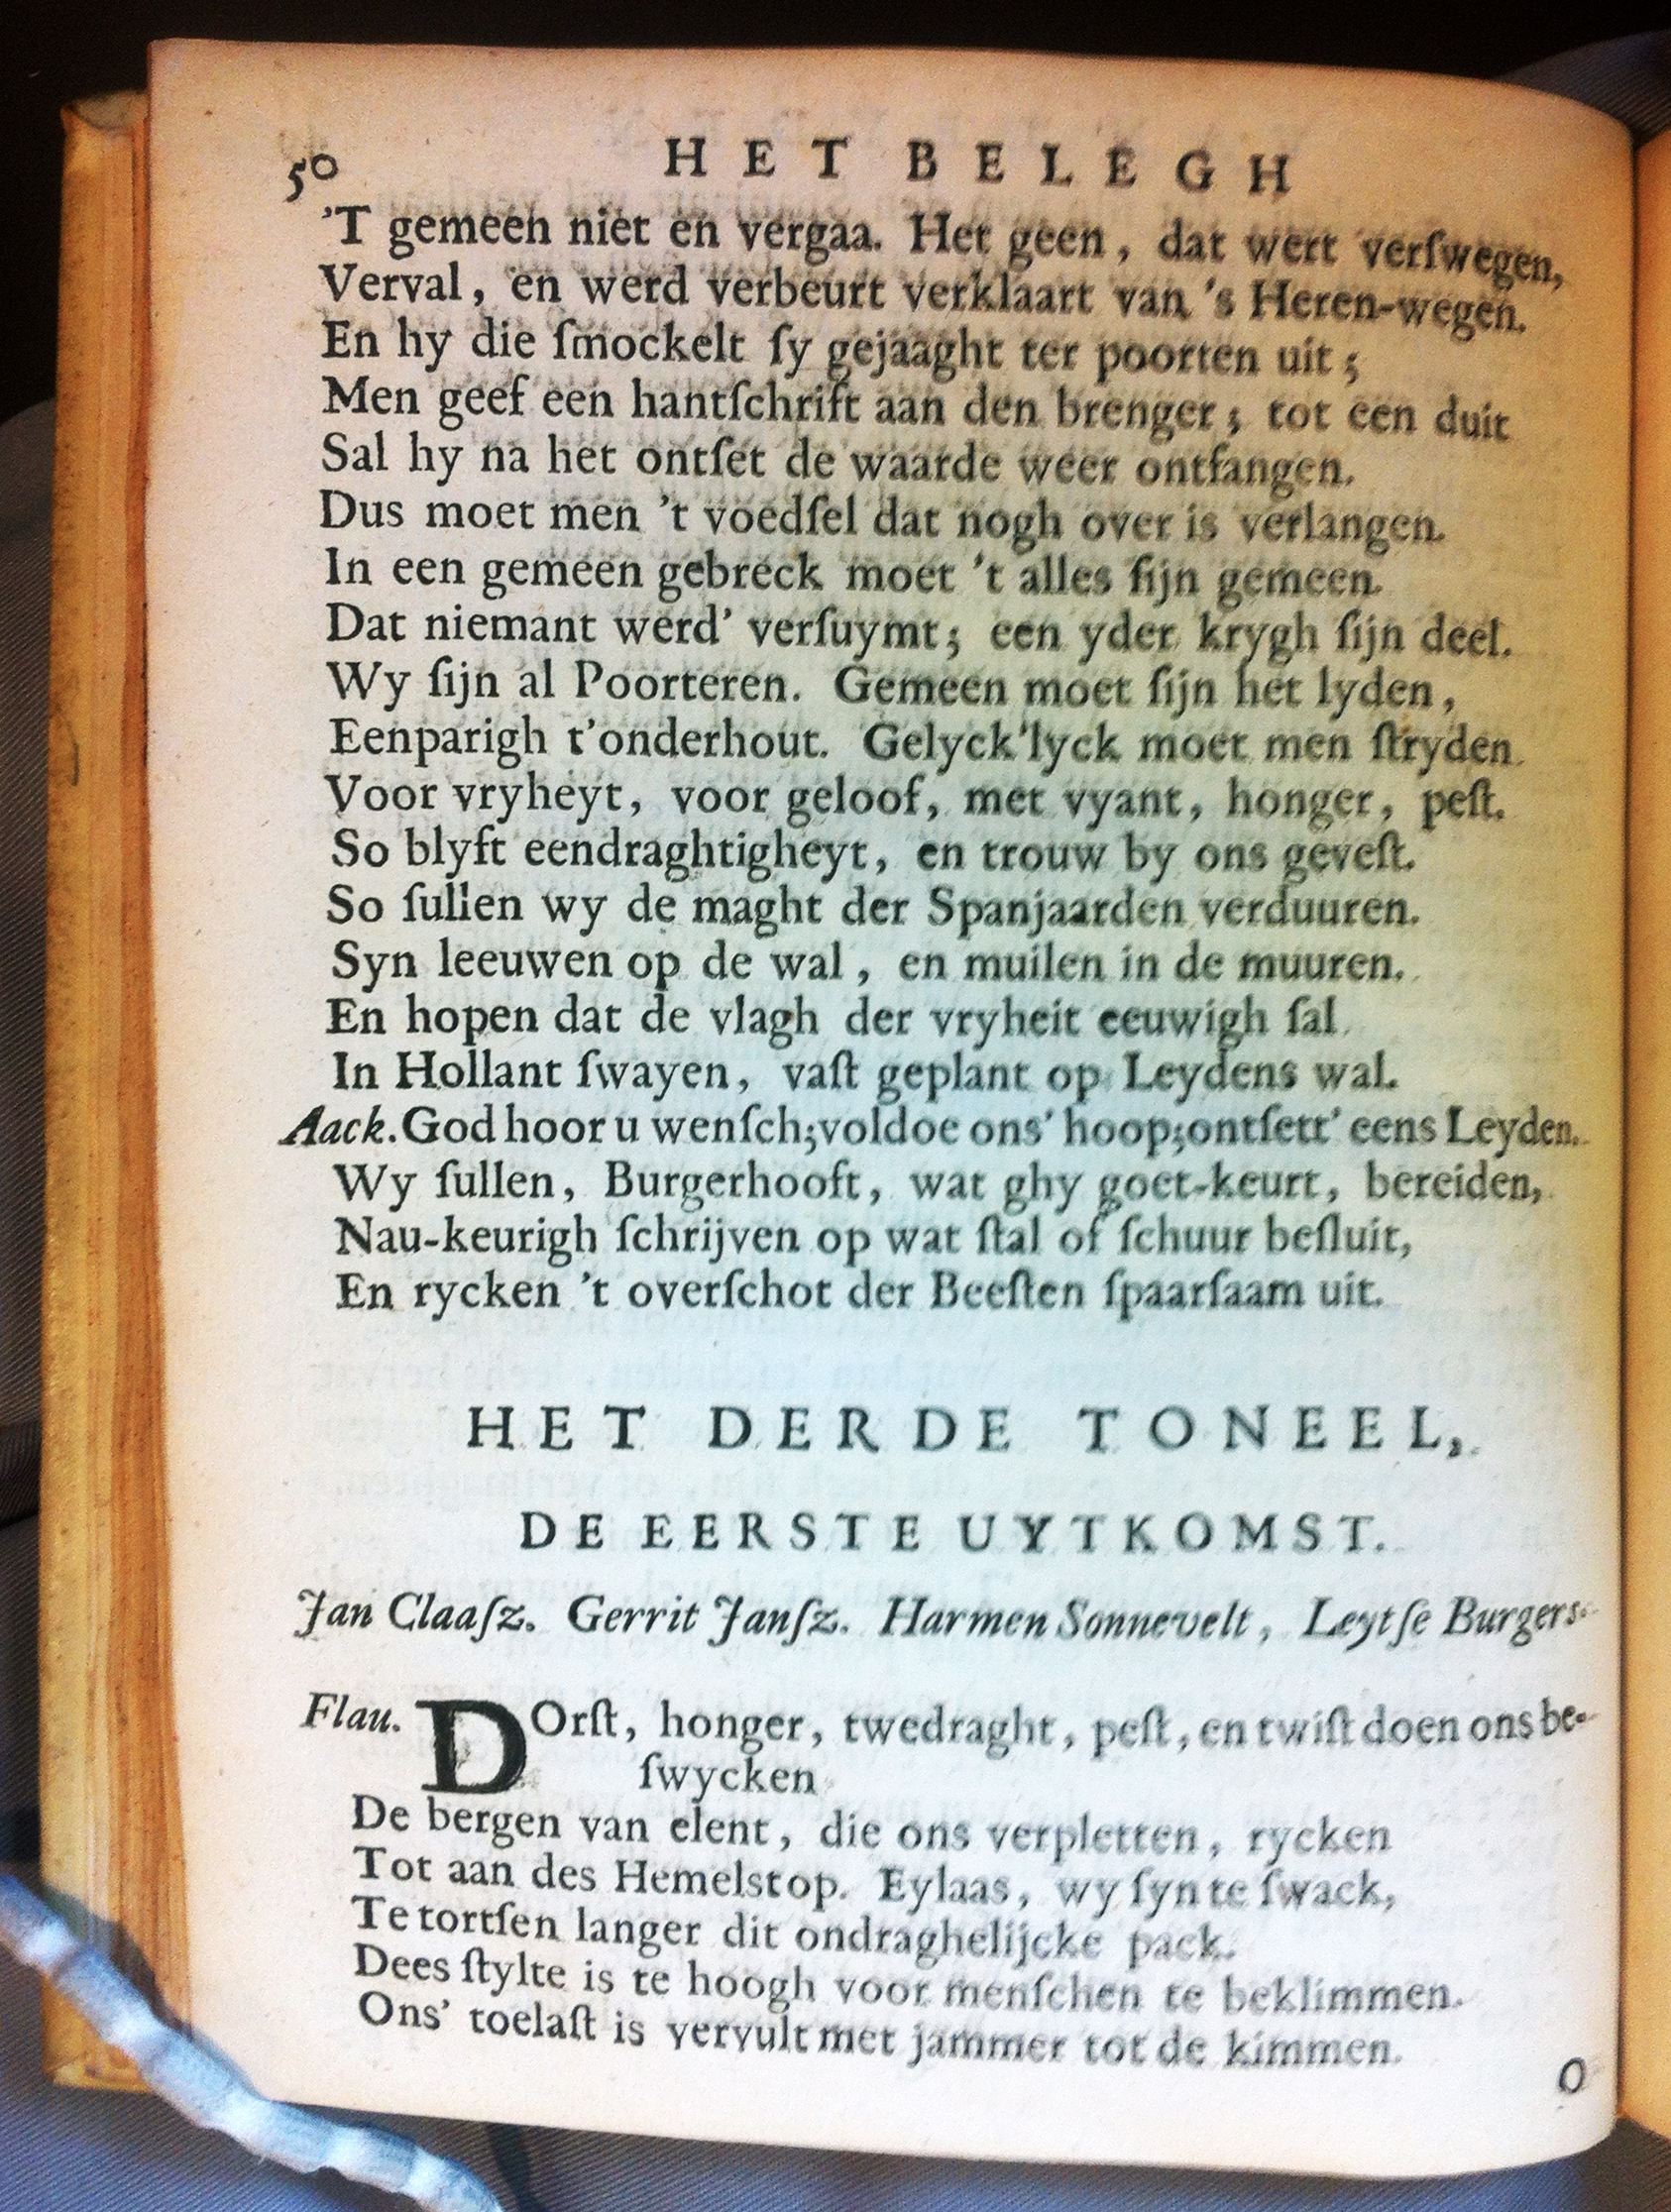 50 HET BELEGH
'T gemeen niet en vergaa. Het geen, dat wert verſwegen,
Verval, en werd verbeurt verklaart van 's Heren-wegen.
En hy die ſmockelt ſy gejaaght ter poorten uit;
Men geef een hantſchrift aan den brenger; tot een duit
Sal hy na het ontſet de waarde weer ontfangen.
Dus moet men 't voedſel dat nogh over is verlangen.
In een gemeen gebreck moet 't alles ſijn gemeen.
Dat niemant werd' verſuymt; een yder krygh ſijn deel.
Wy ſijn al Poorteren. Gemeen moet ſijn het lyden,
Eenparigh t'onderhout. Gelyck'lyck moet men ſtryden
Voor vryheyt, voor geloof, met vyant, honger, peſt.
So blyft eendraghtigheyt, en trouw by ons geveſt.
So ſullen wy de maght der Spanjaarden verduuren.
Syn leeuwen op de wal, en muilen in de muuren.
En hopen dat de vlagh der vryheit eeuwigh ſal
In Hollant ſwayen, vaſt geplant op Leydens wal.
Aack. God hoor u wenſch; voldoe ons' hoop; ontſett' eens Leyden.
Wy ſullen, Burgerhooft, wat ghy goet-keurt, bereiden,
Nau-keurigh ſchrijven op wat ſtal of ſchuur beſluit,
En rycken 't overſchot der Beeſten ſpaarſaam uit.
HET DERDE TONEEL,
DE EERSTE UYTKOMST.
Jan Claaſz. Gerrit Janſz. Harmen Sonnevelt, Leytſe Burgers.
Flau. DOrſt, honger, twedraght, peſt, en twiſt doen ons be-
ſwycken
De bergen van elent, die ons verpletten, rycken
Tot aan des Hemels top. Eylaas, wy ſyn te ſwack,
Te tortſen langer dit ondraghelijcke pack.
Dees ſtylte is te hoogh voor menſchen te beklimmen.
Ons' toelaſt is vervult met jammer tot de kimmen.
O